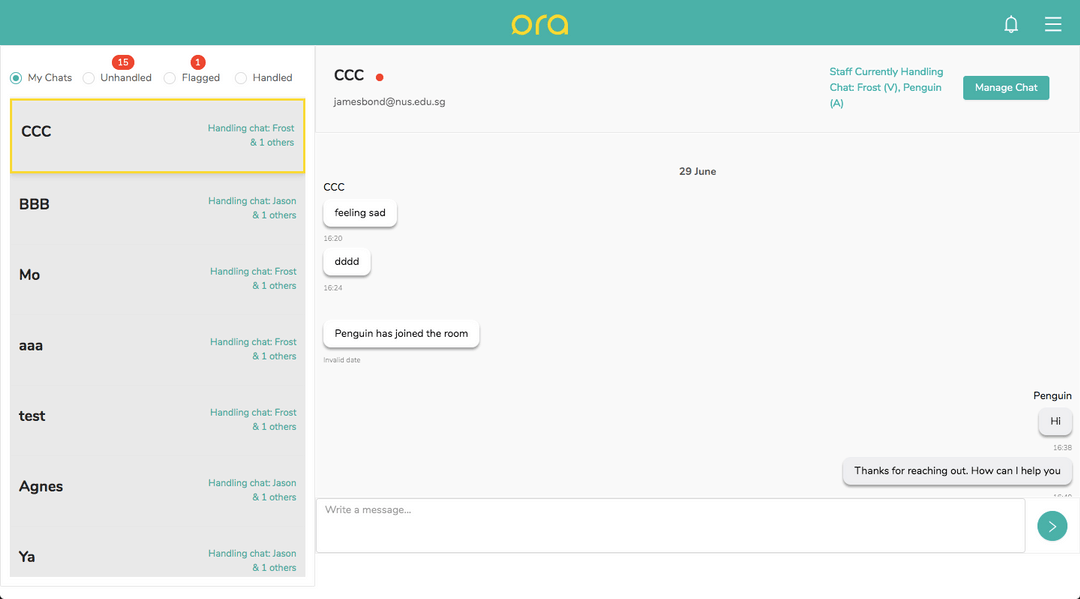 ora
15
1
My Chats
Unhandled
Flagged
Handled
CCC
Handling chat: Frost
& 1 others
BBB
Handling chat: Jason
& 1 others
Mo
Handling chat: Frost
& 1 others
aaa
Handling chat: Frost
& 1 others
test
Handling chat: Frost
& 1 others
Agnes
Handling chat: Jason
& 1 others
Ya
Handling chat: Jason
& 1 others
CCC
jamesbond@nus.edu.sg
Staff Currently Handling
Chat: Frost (V), Penguin
(A)
Manage Chat
29 June
CCC
feeling sad
16:20
dddd
16:24
Penguin has joined the room
Invalid date
Penguin
Hi
16:38
Thanks for reaching out. How can I help you
Write a message...